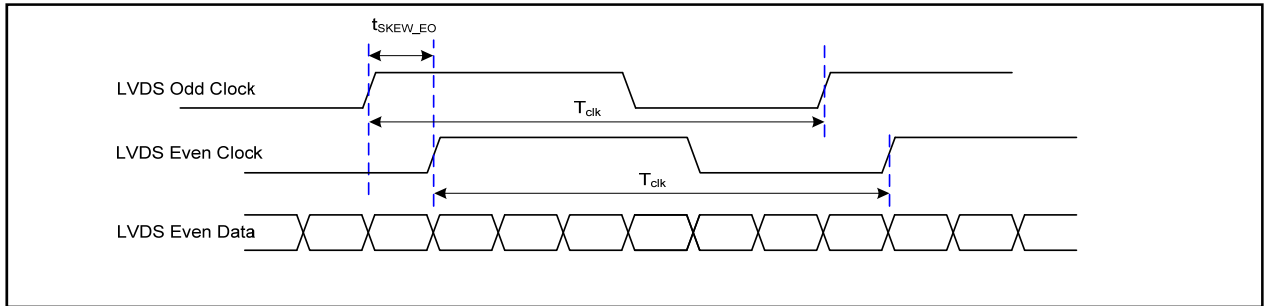 tSKEW_EO
LVDS Odd Clock
Tclk
LVDS Even Clock
Tclk
LVDS Even Data